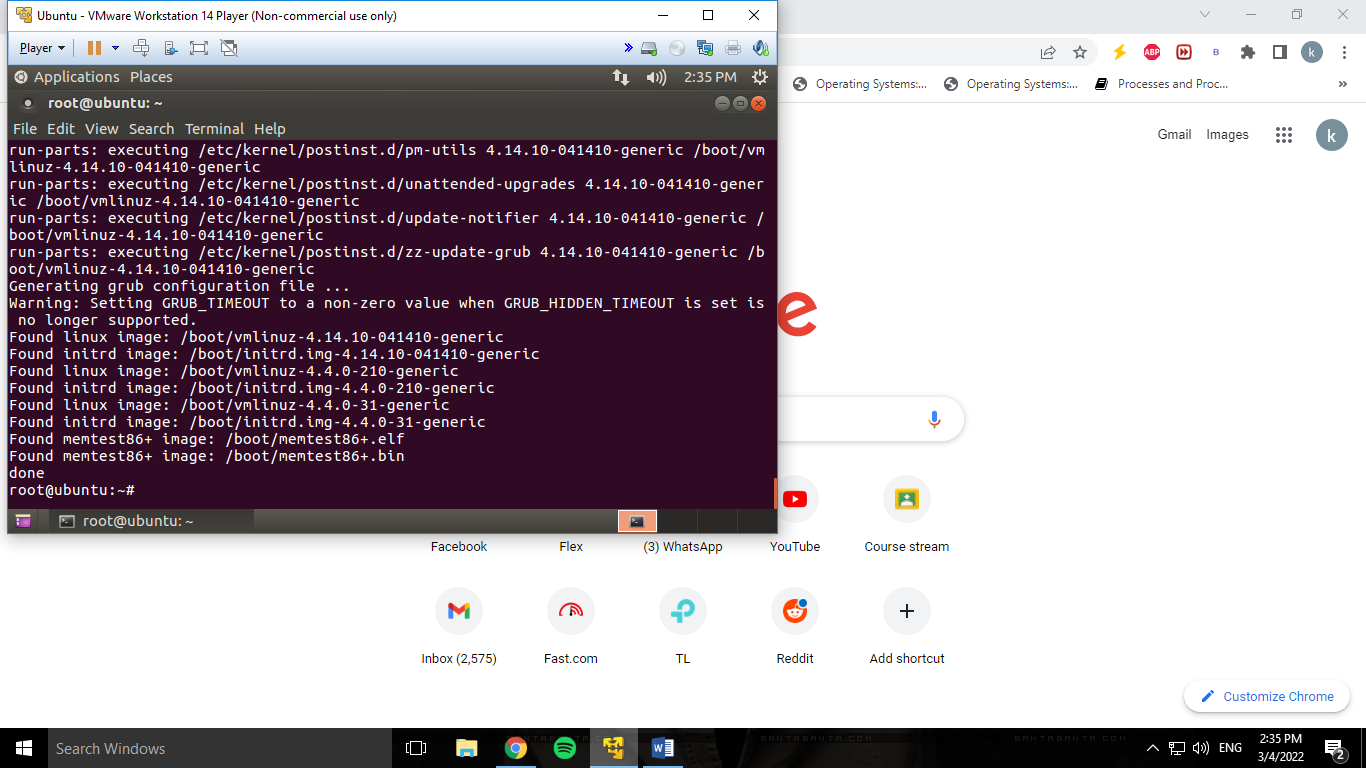 Ubuntu - VMware Workstation 14 Player (Non-commercial use only)
Player
Applications Places 2:35 PM
root@ubuntu: ~
File Edit View Search Terminal Help
run-parts: executing /etc/kernel/postinst.d/pm-utils 4.14.10-041410-generic /boot/vm
linuz-4.14.10-041410-generic
run-parts: executing /etc/kernel/postinst.d/unattended-upgrades 4.14.10-041410-gener
ic /boot/vmlinuz-4.14.10-041410-generic
run-parts: executing /etc/kernel/postinst.d/update-notifier 4.14.10-041410-generic /
boot/vmlinuz-4.14.10-041410-generic
run-parts: executing /etc/kernel/postinst.d/zz-update-grub 4.14.10-041410-generic /b
oot/vmlinuz-4.14.10-041410-generic
Generating grub configuration file ...
Warning: Setting GRUB_TIMEOUT to a non-zero value when GRUB_HIDDEN_TIMEOUT is set is
 no longer supported.
Found linux image: /boot/vmlinuz-4.14.10-041410-generic
Found initrd image: /boot/initrd.img-4.14.10-041410-generic
Found linux image: /boot/vmlinuz-4.4.0-210-generic
Found initrd image: /boot/initrd.img-4.4.0-210-generic
Found linux image: /boot/vmlinuz-4.4.0-31-generic
Found initrd image: /boot/initrd.img-4.4.0-31-generic
Found memtest86+ image: /boot/memtest86+.elf
Found memtest86+ image: /boot/memtest86+.bin
done
root@ubuntu:~#
root@ubuntu: ~
ABP B k
Operating Systems:... Operating Systems:... Processes and Proc... »
Gmail Images k
e
Facebook Flex (3) WhatsApp YouTube Course stream
Inbox (2,575) Fast.com TL Reddit Add shortcut
Customize Chrome
Search Windows
SANTABANTA.COM SANTABANTA.COM
ENG
2:35 PM
3/4/2022
2